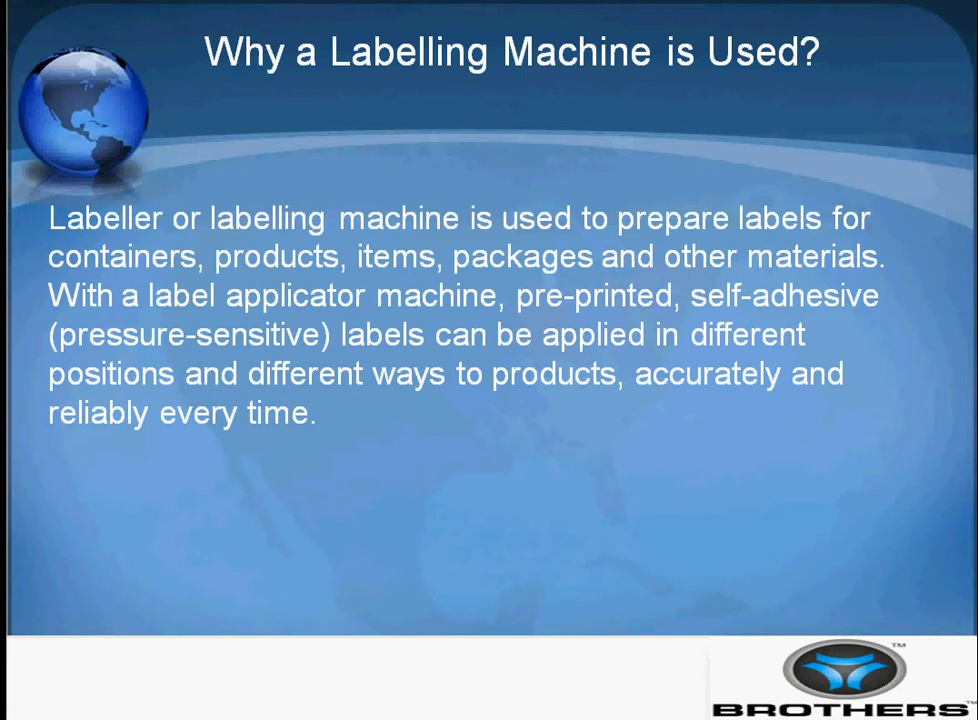 Why a Labelling Machine is Used?
Labeller or labelling machine is used to prepare labels for
containers, products, items, packages and other materials.
With a label applicator machine, pre-printed, self-adhesive
(pressure-sensitive) labels can be applied in different
positions and different ways to products, accurately and
reliably every time.
TM
BROTHERS TM